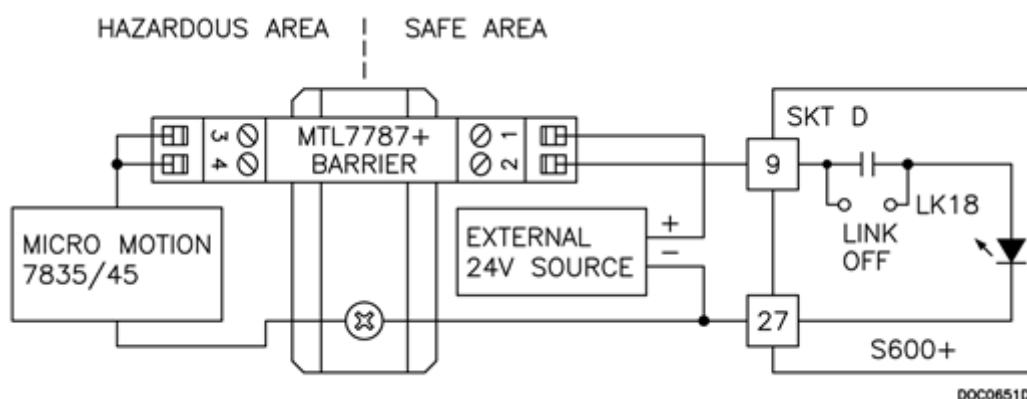 HAZARDOUS AREA
SAFE AREA
3
4
MTL7787+
BARRIER
1
2
MICRO MOTION
7835/45
EXTERNAL
24V SOURCE
+
−
SKT D
9
LK18
LINK
OFF
27
S600+
DOC0651D